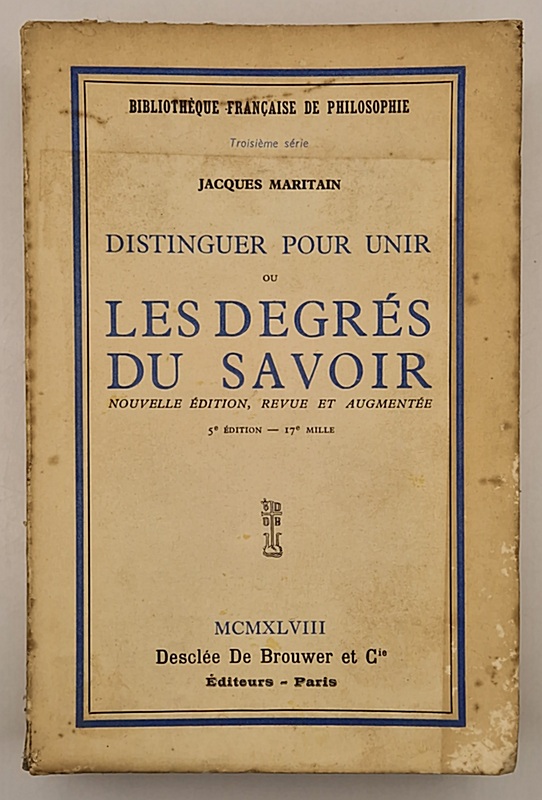 BIBLIOTHÈQUE FRANÇAISE DE PHILOSOPHIE
Troisième série
JACQUES MARITAIN
DISTINGUER POUR UNIR
OU
LES DEGRÉS
DU SAVOIR
NOUVELLE ÉDITION, REVUE ET AUGMENTÉE
5e ÉDITION — 17e MILLE
D D B
MCMXLVIII
Desclée De Brouwer et Cie
Éditeurs - Paris